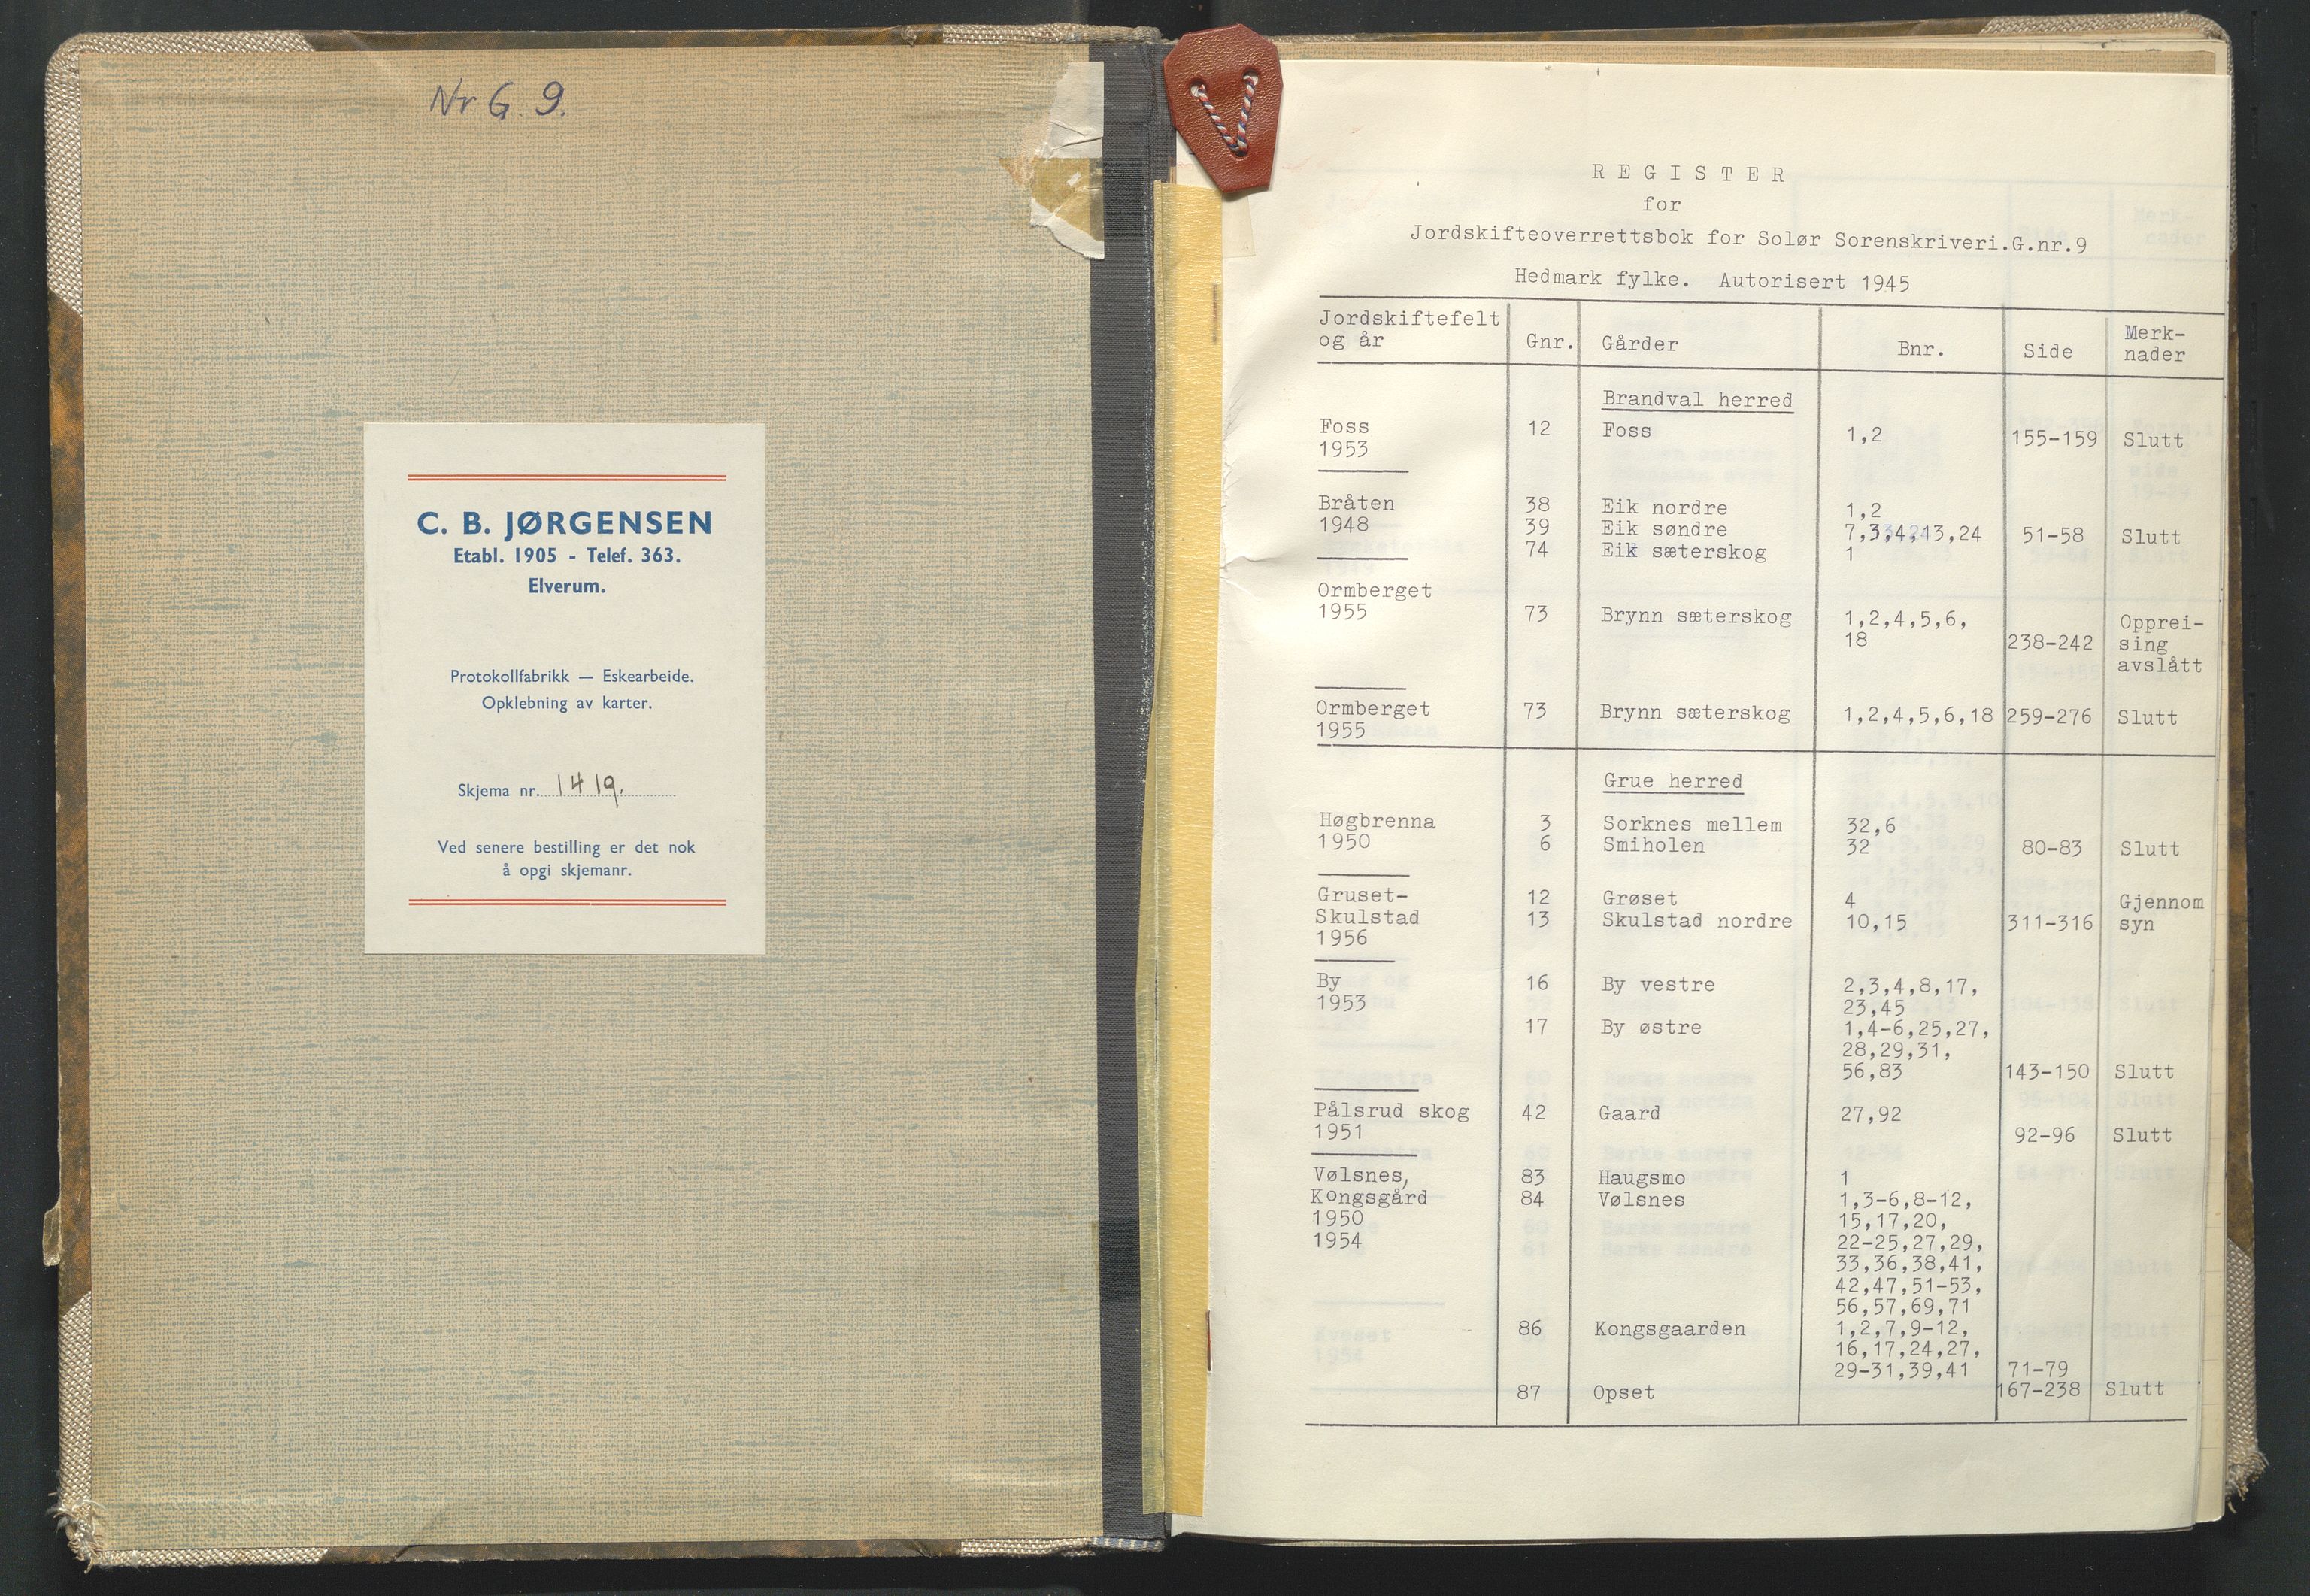 Nr G. 9.
C. B. JØRGENSEN
Etabl. 1905 - Telef. 363.
Elverum.
Protokollfabrikk — Eskearbeide.
Opklebning av karter.
Skjema nr. 1419.
Ved senere bestilling er det nok
å opgi skjemanr.
REGISTER
for
Jordskifteoverrettsbok for Solør Sorenskriveri.G.nr.9
Hedmark fylke. Autorisert 1945
Jordskiftefelt Merk-
og år Gnr. Gårder Bnr. Side nader
Brandval herred
Foss 12 Foss 1,2 155-159 Slutt
1953
Bråten 38 Eik nordre 1,2
1948 39 Eik søndre 7,3,4,13,24 51-58 Slutt
74 Eik sæterskog 1
Ormberget
1955 73 Brynn sæterskog 1,2,4,5,6, Opprei-
18 238-242 sing
avslått
Ormberget 73 Brynn sæterskog 1,2,4,5,6,18 259-276 Slutt
1955
Grue herred
Høgbrenna 3 Sorknes mellem 32,6
1950 6 Smiholen 32 80-83 Slutt
Gruset- 12 Grøset 4 Gjennom
Skulstad 13 Skulstad nordre 10,15 311-316 syn
1956
By 16 By vestre 2,3,4,8,17,
1953 23,45
17 By østre 1,4-6,25,27,
28,29,31,
56,83 143-150 Slutt
Pålsrud skog 42 Gaard 27,92
1951 92-96 Slutt
Vølsnes, 83 Haugsmo 1
Kongsgård 84 Vølsnes 1,3-6,8-12,
1950 15,17,20,
1954 22-25,27,29,
33,36,38,41,
42,47,51-53,
56,57,69,71
86 Kongsgaarden 1,2,7,9-12,
16,17,24,27,
29-31,39,41 71-79
87 Opset 167-238 Slutt